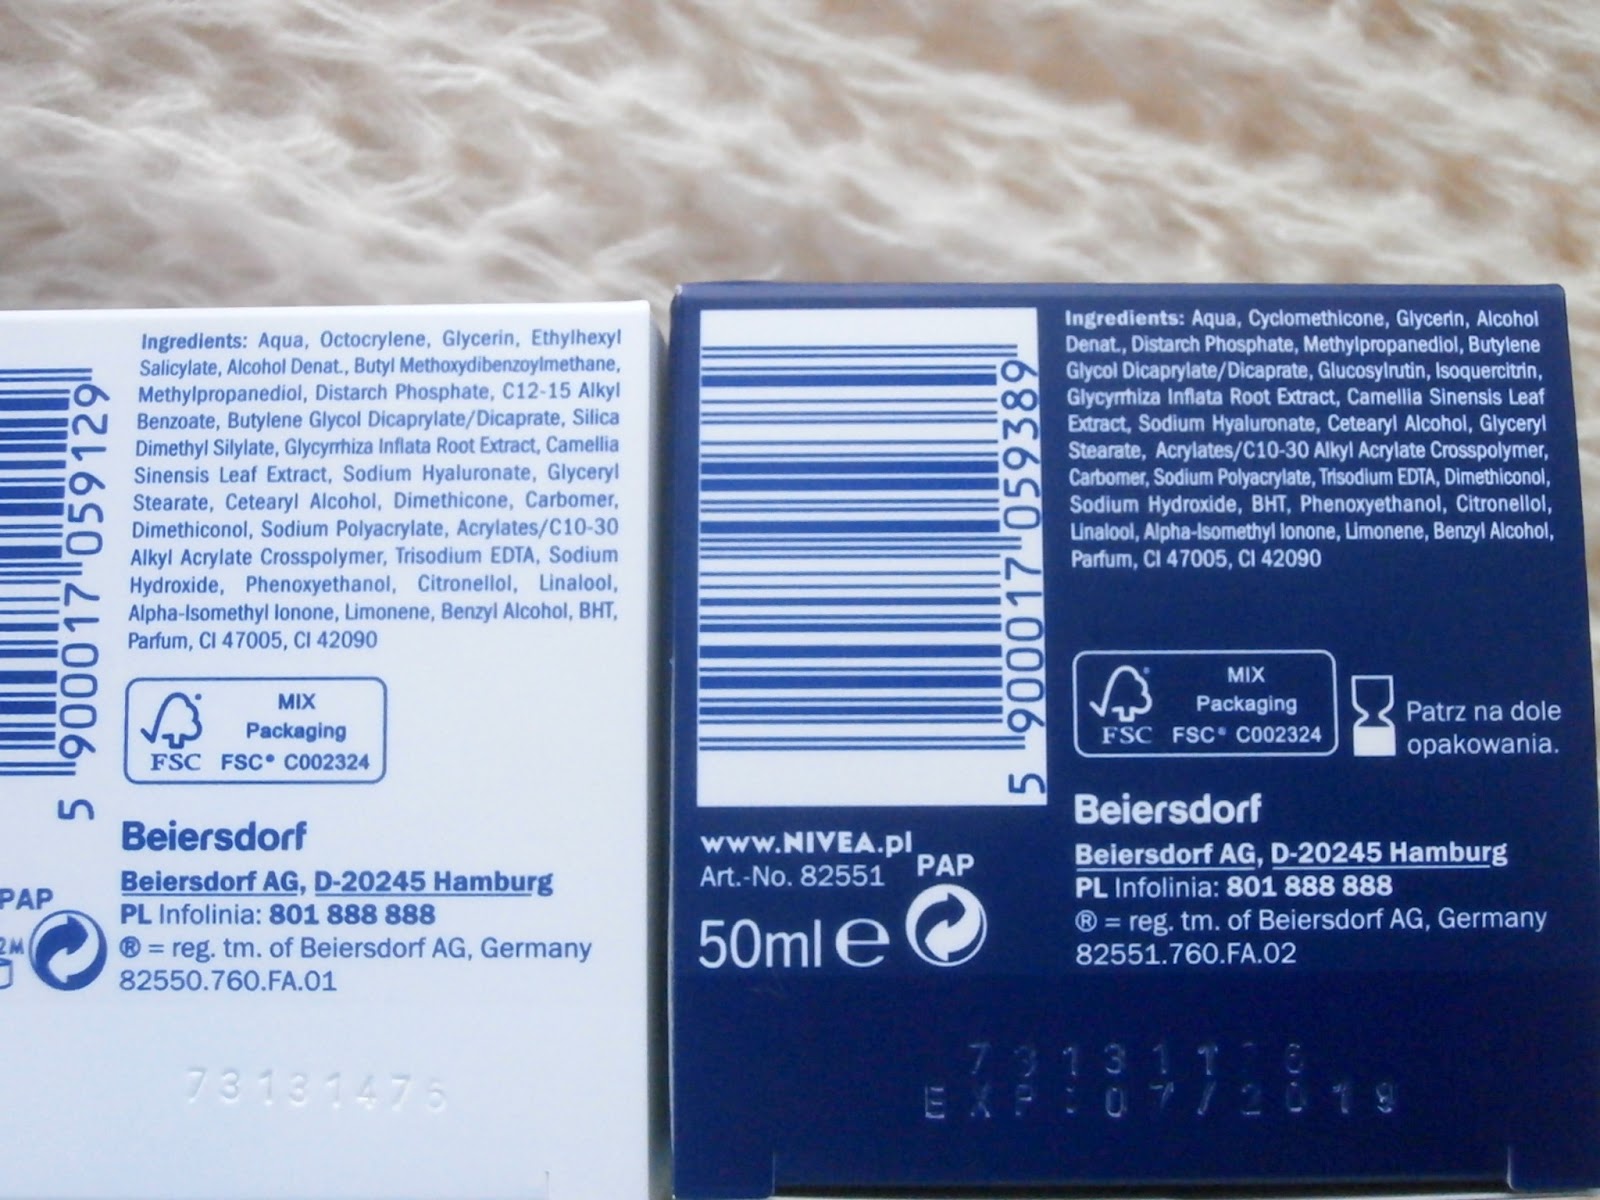 Ingredients: Aqua, Octocrylene, Glycerin, Ethylhexyl
Salicylate, Alcohol Denat., Butyl Methoxydibenzoylmethane,
Methylpropanediol, Distarch Phosphate, C12-15 Alkyl
Benzoate, Butylene Glycol Dicaprylate/Dicaprate, Silica
Dimethyl Silylate, Glycyrrhiza Inflata Root Extract, Camellia
Sinensis Leaf Extract, Sodium Hyaluronate, Glyceryl
Stearate, Cetearyl Alcohol, Dimethicone, Carbomer,
Dimethiconol, Sodium Polyacrylate, Acrylates/C10-30
Alkyl Acrylate Crosspolymer, Trisodium EDTA, Sodium
Hydroxide, Phenoxyethanol, Citronellol, Linalool,
Alpha-Isomethyl Ionone, Limonene, Benzyl Alcohol, BHT,
Parfum, CI 47005, CI 42090
5 900017 059129
MIX
Packaging
FSC FSC® C002324
Beiersdorf
Beiersdorf AG, D-20245 Hamburg
PL Infolinia: 801 888 888
® = reg. tm. of Beiersdorf AG, Germany
82550.760.FA.01
PAP
73131476
Ingredients: Aqua, Cyclomethicone, Glycerin, Alcohol
Denat., Distarch Phosphate, Methylpropanediol, Butylene
Glycol Dicaprylate/Dicaprate, Glucosylrutin, Isoquercitrin,
Glycyrrhiza Inflata Root Extract, Camellia Sinensis Leaf
Extract, Sodium Hyaluronate, Cetearyl Alcohol, Glyceryl
Stearate, Acrylates/C10-30 Alkyl Acrylate Crosspolymer,
Carbomer, Sodium Polyacrylate, Trisodium EDTA, Dimethiconol,
Sodium Hydroxide, BHT, Phenoxyethanol, Citronellol,
Linalool, Alpha-Isomethyl Ionone, Limonene, Benzyl Alcohol,
Parfum, CI 47005, CI 42090
5 900017 059389
MIX
Packaging
FSC FSC® C002324
Patrz na dole
opakowania.
www.NIVEA.pl
Art.-No. 82551
PAP
50ml e
Beiersdorf
Beiersdorf AG, D-20245 Hamburg
PL Infolinia: 801 888 888
® = reg. tm. of Beiersdorf AG, Germany
82551.760.FA.02
EXP:07/2019